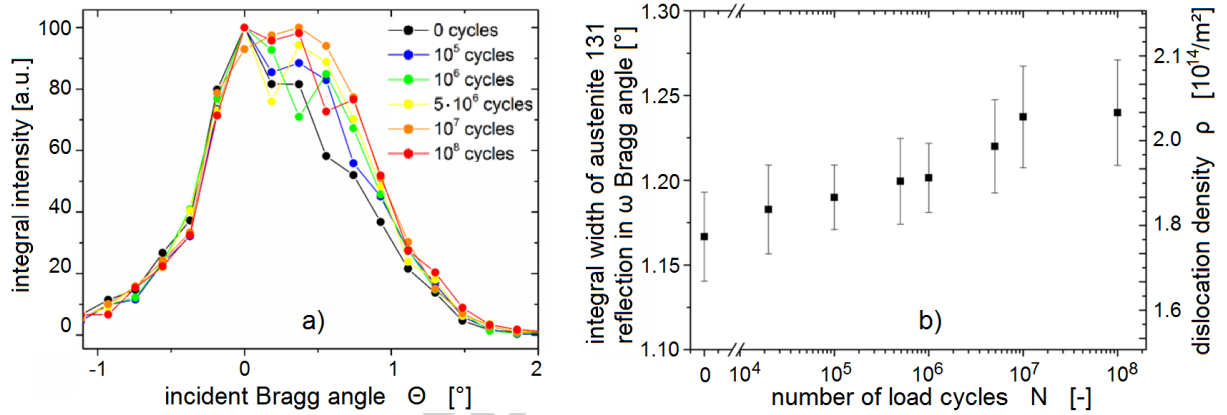 integral intensity [a.u.]
100
80
60
40
20
0
0 cycles
10⁵ cycles
10⁶ cycles
5·10⁶ cycles
10⁷ cycles
10⁸ cycles
a)
-1 0 1 2
incident Bragg angle Θ [°]
integral width of austenite 131
reflection in ω Bragg angle [°]
1.30
1.25
1.20
1.15
1.10
b)
0 10⁴ 10⁵ 10⁶ 10⁷ 10⁸
number of load cycles N [-]
2.1
2.0
1.8
1.7
1.6
dislocation density ρ [10¹⁴/m²]